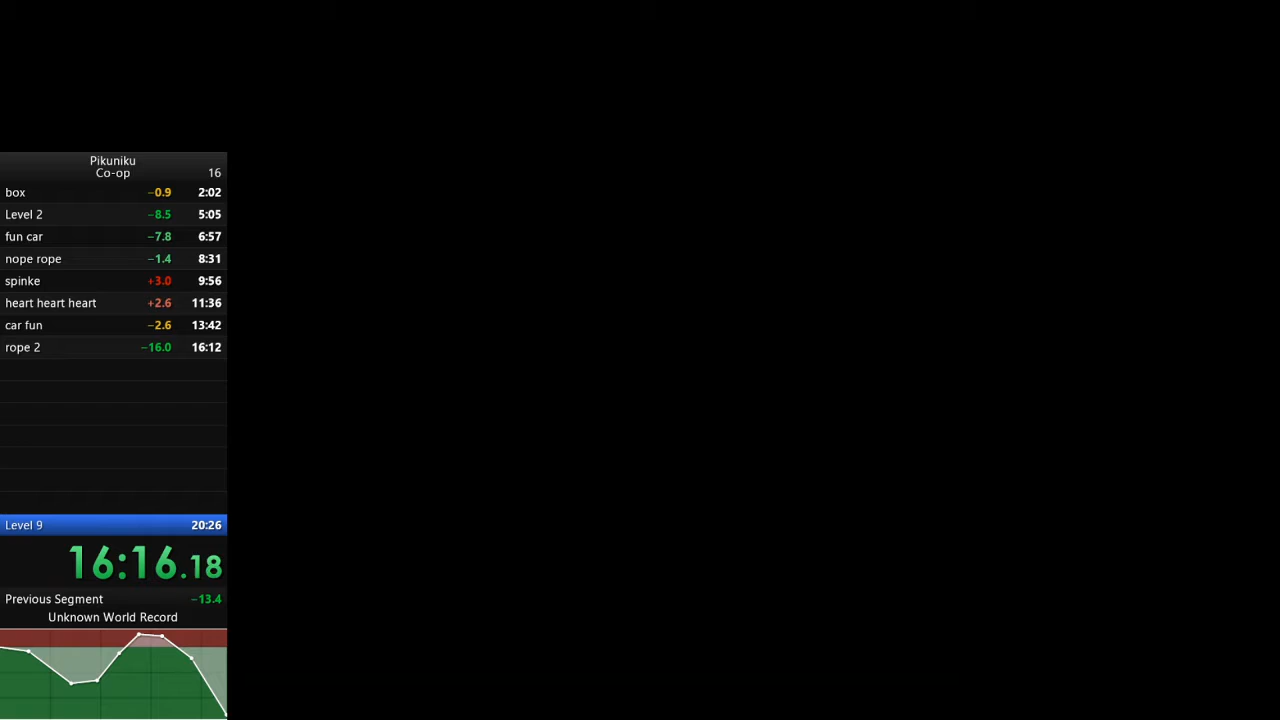 Pikuniku
Co-op 16
box −0.9 2:02
Level 2 −8.5 5:05
fun car −7.8 6:57
nope rope −1.4 8:31
spinke +3.0 9:56
heart heart heart +2.6 11:36
car fun −2.6 13:42
rope 2 −16.0 16:12
Level 9 20:26
16:16.18
Previous Segment −13.4
Unknown World Record